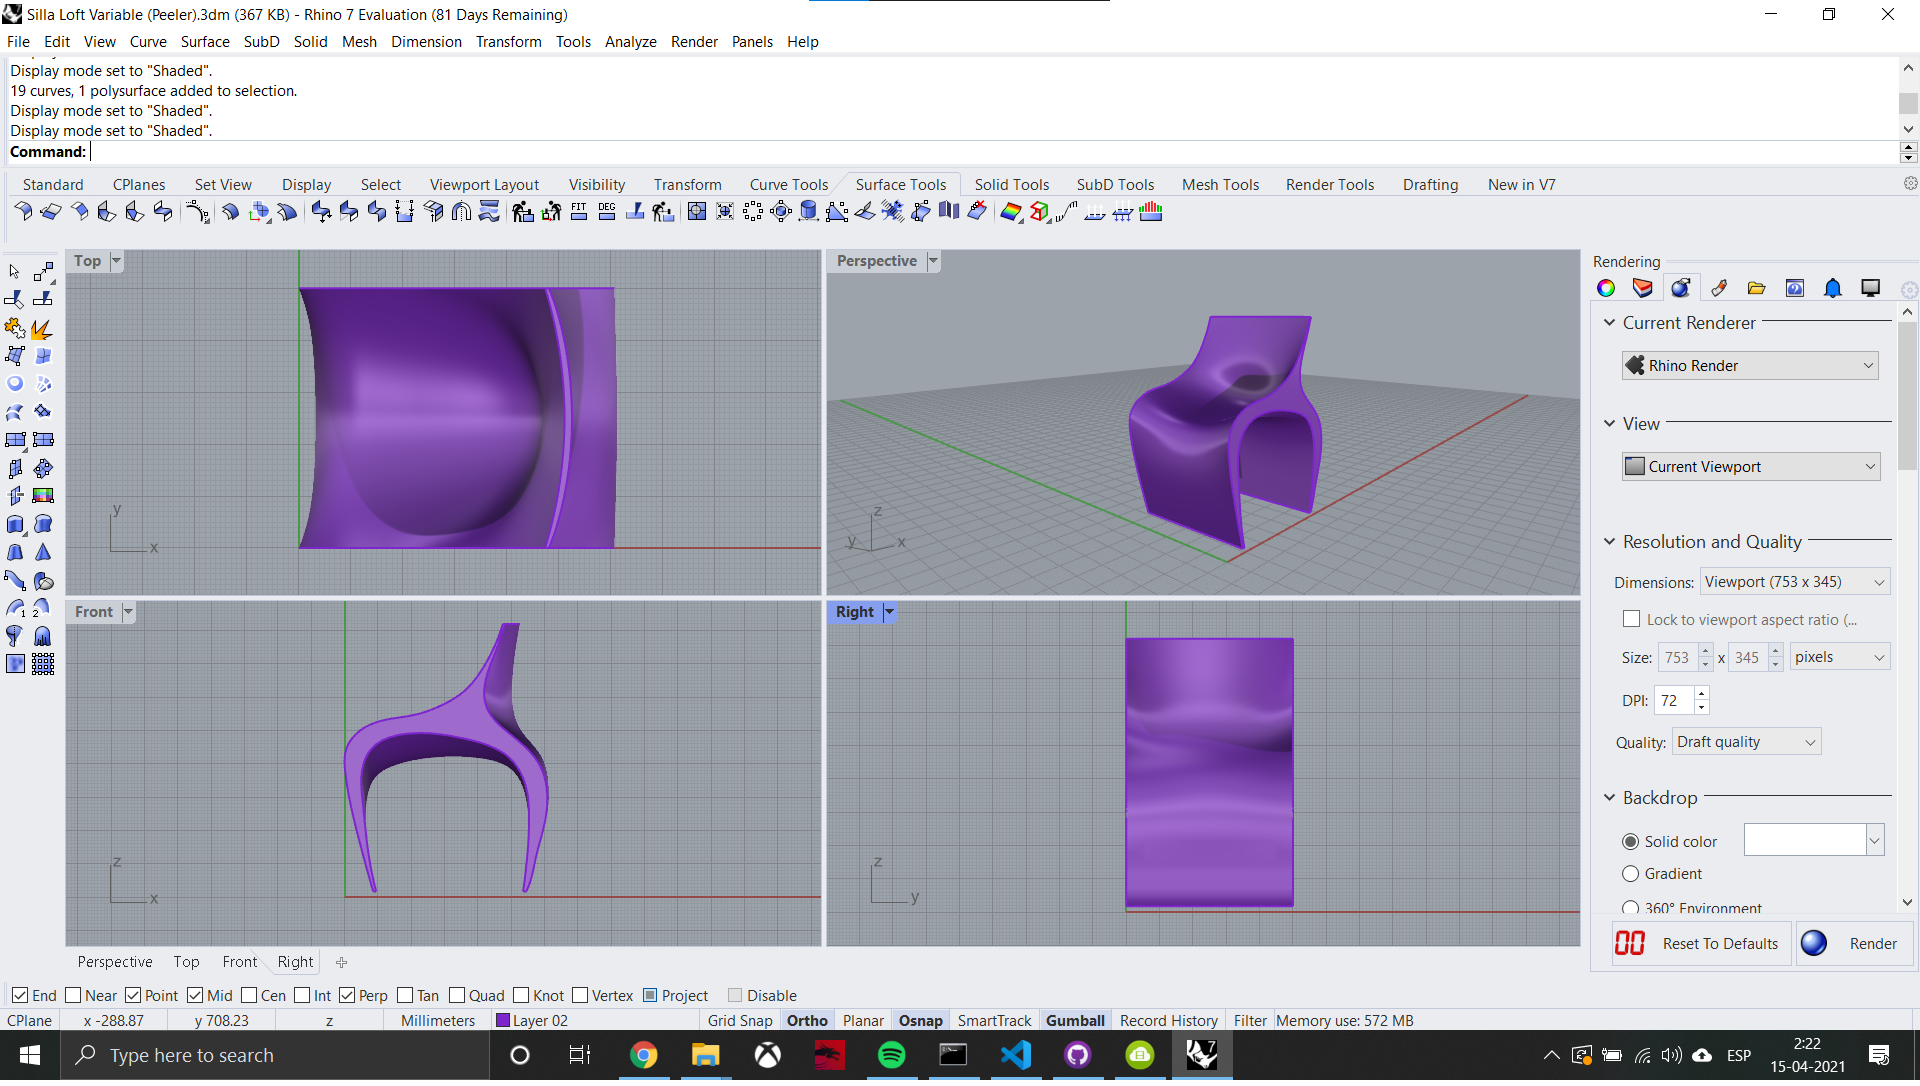 Silla Loft Variable (Peeler).3dm (367 KB) - Rhino 7 Evaluation (81 Days Remaining)
File Edit View Curve Surface SubD Solid Mesh Dimension Transform Tools Analyze Render Panels Help
Display mode set to "Shaded".
19 curves, 1 polysurface added to selection.
Display mode set to "Shaded".
Display mode set to "Shaded".
Command:
Standard CPlanes Set View Display Select Viewport Layout Visibility Transform Curve Tools Surface Tools Solid Tools SubD Tools Mesh Tools Render Tools Drafting New in V7
FIT DEG
Top
y
x
Perspective
z
y
x
Front
z
x
Right
z
y
1
2
Rendering
Current Renderer
Rhino Render
View
Current Viewport
Resolution and Quality
Dimensions: Viewport (753 x 345)
Lock to viewport aspect ratio (...
Size: 753 x 345 pixels
DPI: 72
Quality: Draft quality
Backdrop
Solid color
Gradient
360° Environment
00 Reset To Defaults Render
Perspective Top Front Right
End Near Point Mid Cen Int Perp Tan Quad Knot Vertex Project Disable
CPlane x -288.87 y 708.23 z Millimeters Layer 02 Grid Snap Ortho Planar Osnap SmartTrack Gumball Record History Filter Memory use: 572 MB
Type here to search
7
ESP
2:22
15-04-2021